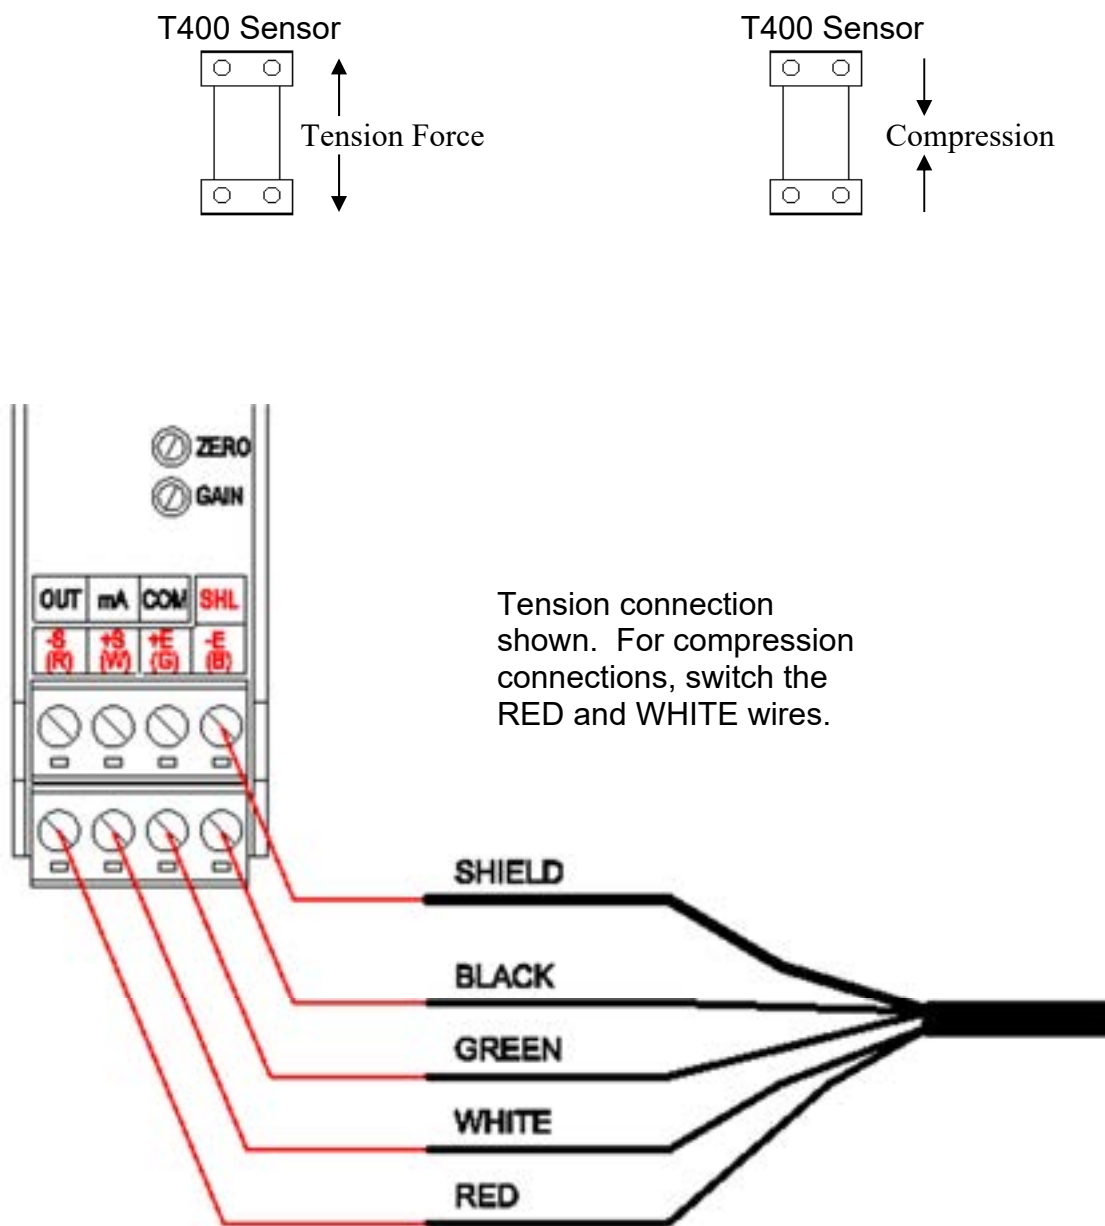 T400 Sensor
T400 Sensor
Tension Force
Compression
ZERO
GAIN
OUT mA COM SHL
-S +S +E -E
(R) (W) (G) (B)
Tension connection
shown.  For compression
connections, switch the
RED and WHITE wires.
SHIELD
BLACK
GREEN
WHITE
RED